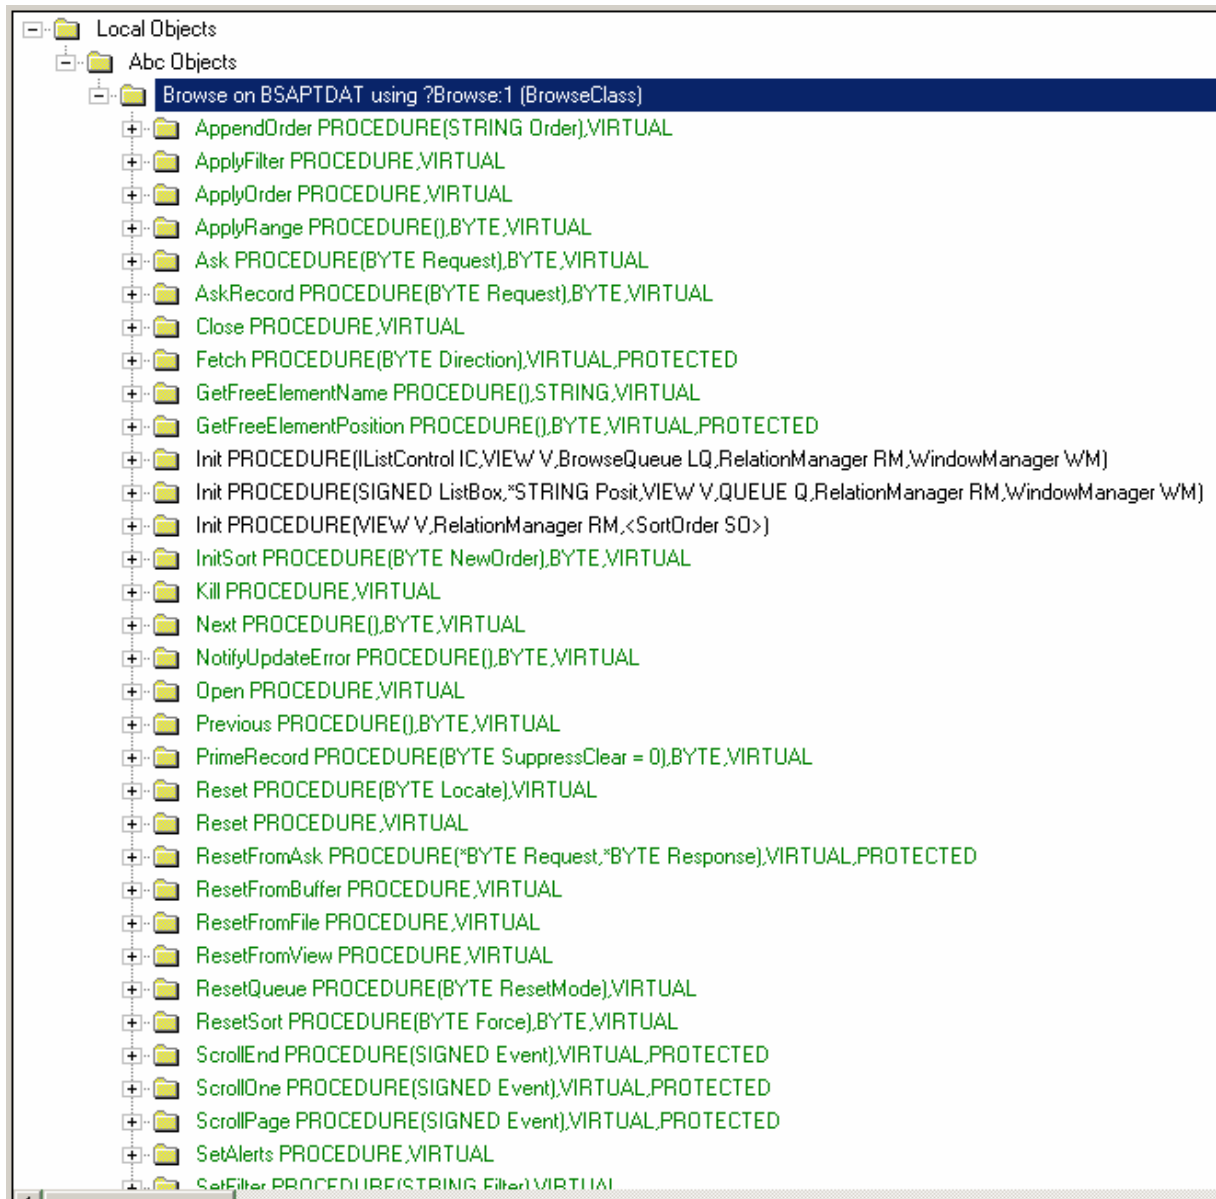 Local Objects
Abc Objects
Browse on BSAPTDAT using ?Browse:1 (BrowseClass)
AppendOrder PROCEDURE(STRING Order),VIRTUAL
ApplyFilter PROCEDURE,VIRTUAL
ApplyOrder PROCEDURE,VIRTUAL
ApplyRange PROCEDURE(),BYTE,VIRTUAL
Ask PROCEDURE(BYTE Request),BYTE,VIRTUAL
AskRecord PROCEDURE(BYTE Request),BYTE,VIRTUAL
Close PROCEDURE,VIRTUAL
Fetch PROCEDURE(BYTE Direction),VIRTUAL,PROTECTED
GetFreeElementName PROCEDURE(),STRING,VIRTUAL
GetFreeElementPosition PROCEDURE(),BYTE,VIRTUAL,PROTECTED
Init PROCEDURE(IListControl IC,VIEW V,BrowseQueue LQ,RelationManager RM,WindowManager WM)
Init PROCEDURE(SIGNED ListBox,*STRING Posit,VIEW V,QUEUE Q,RelationManager RM,WindowManager WM)
Init PROCEDURE(VIEW V,RelationManager RM,<SortOrder SO>)
InitSort PROCEDURE(BYTE NewOrder),BYTE,VIRTUAL
Kill PROCEDURE,VIRTUAL
Next PROCEDURE(),BYTE,VIRTUAL
NotifyUpdateError PROCEDURE(),BYTE,VIRTUAL
Open PROCEDURE,VIRTUAL
Previous PROCEDURE(),BYTE,VIRTUAL
PrimeRecord PROCEDURE(BYTE SuppressClear = 0),BYTE,VIRTUAL
Reset PROCEDURE(BYTE Locate),VIRTUAL
Reset PROCEDURE,VIRTUAL
ResetFromAsk PROCEDURE(*BYTE Request,*BYTE Response),VIRTUAL,PROTECTED
ResetFromBuffer PROCEDURE,VIRTUAL
ResetFromFile PROCEDURE,VIRTUAL
ResetFromView PROCEDURE,VIRTUAL
ResetQueue PROCEDURE(BYTE ResetMode),VIRTUAL
ResetSort PROCEDURE(BYTE Force),BYTE,VIRTUAL
ScrollEnd PROCEDURE(SIGNED Event),VIRTUAL,PROTECTED
ScrollOne PROCEDURE(SIGNED Event),VIRTUAL,PROTECTED
ScrollPage PROCEDURE(SIGNED Event),VIRTUAL,PROTECTED
SetAlerts PROCEDURE,VIRTUAL
SetFilter PROCEDURE(STRING Filter),VIRTUAL